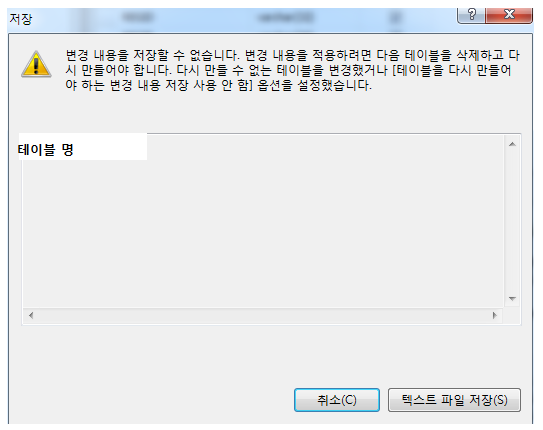 저장
변경 내용을 저장할 수 없습니다. 변경 내용을 적용하려면 다음 테이블을 삭제하고 다
시 만들어야 합니다. 다시 만들 수 없는 테이블을 변경했거나 [테이블을 다시 만들어
야 하는 변경 내용 저장 사용 안 함] 옵션을 설정했습니다.
테이블 명
취소(C)
텍스트 파일 저장(S)